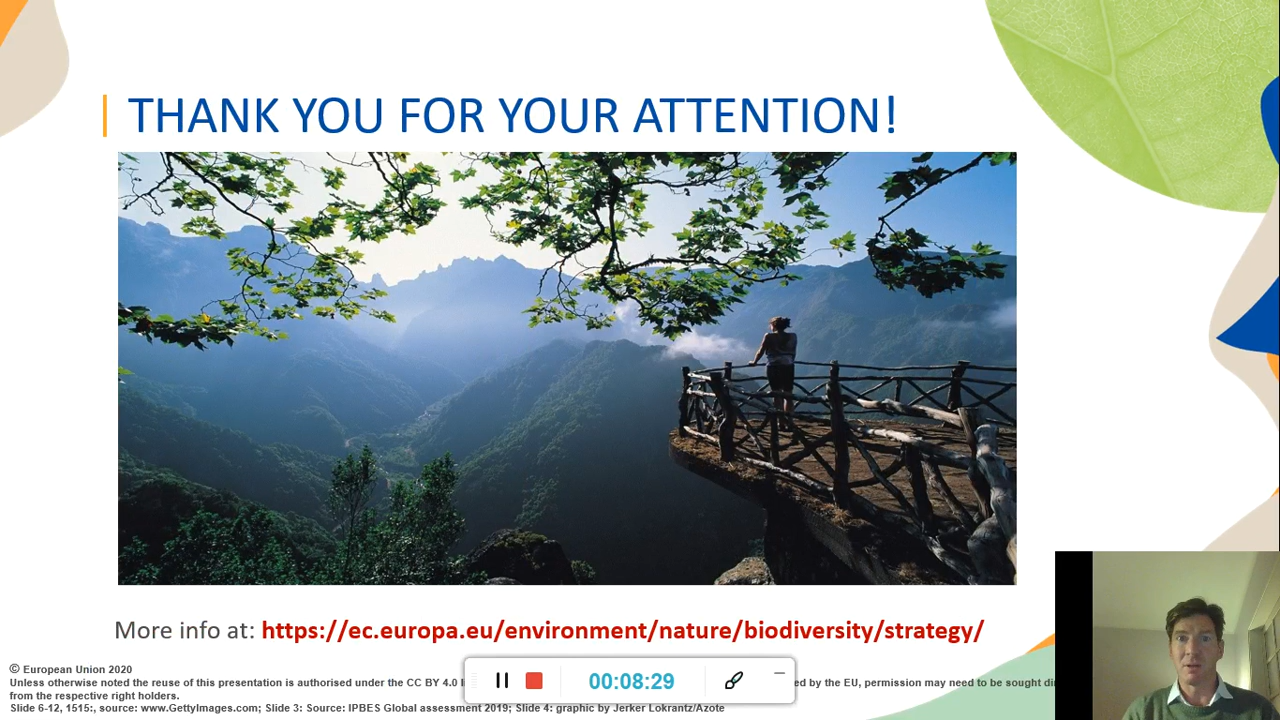 THANK YOU FOR YOUR ATTENTION!
More info at: https://ec.europa.eu/environment/nature/biodiversity/strategy/
© European Union 2020
Unless otherwise noted the reuse of this presentation is authorised under the CC BY 4.0 ed by the EU, permission may need to be sought di
from the respective right holders.
Slide 6-12, 1515:, source: www.GettyImages.com; Slide 3: Source: IPBES Global assessment 2019; Slide 4: graphic by Jerker Lokrantz/Azote
00:08:29